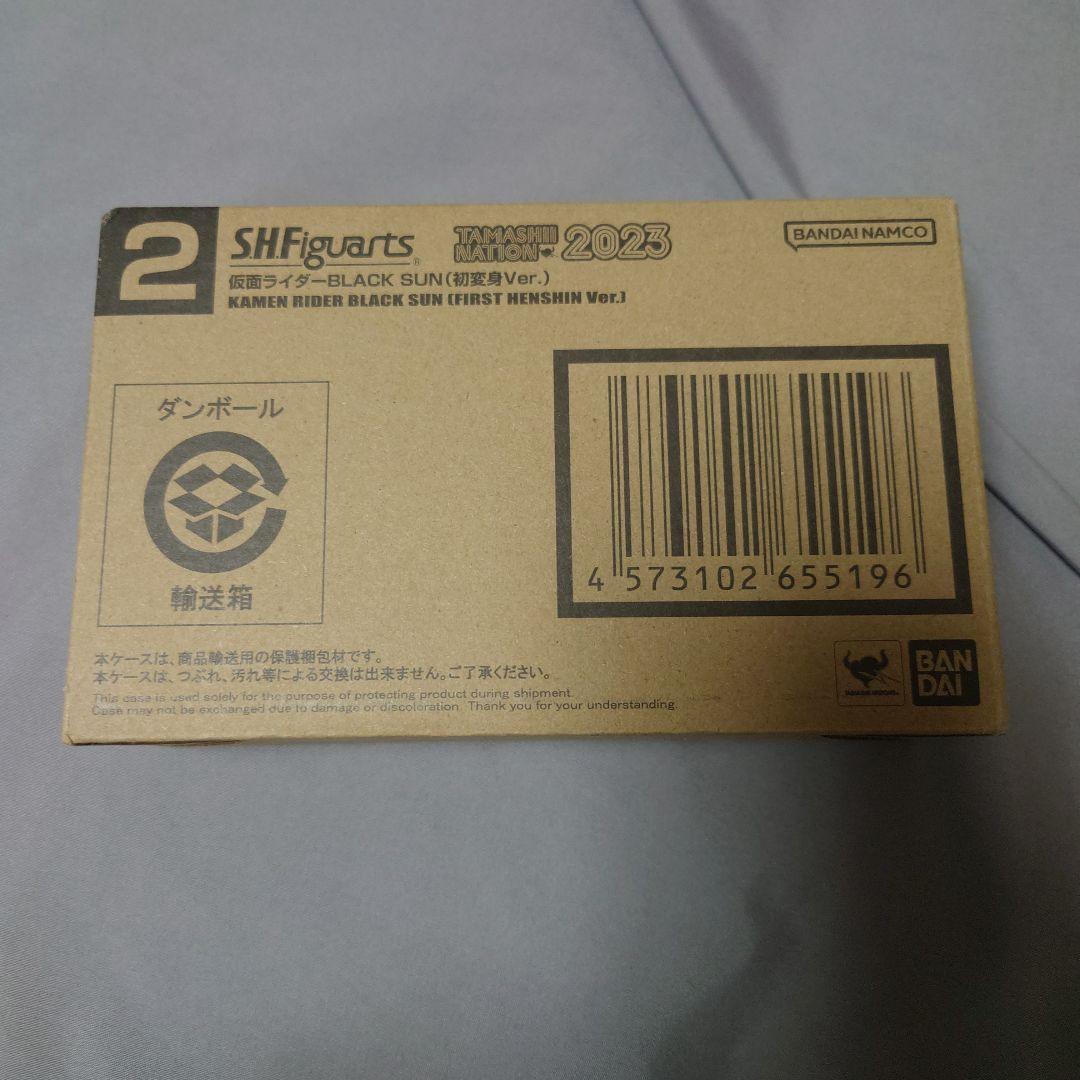 2
S.H.Figuarts®
TAMASHII NATION 2023
BANDAI NAMCO
仮面ライダーBLACK SUN(初変身Ver.)
KAMEN RIDER BLACK SUN (FIRST HENSHIN Ver.)
ダンボール
輸送箱
4 573102 655196
本ケースは、商品輸送用の保護梱包材です。
本ケースは、つぶれ、汚れ等による交換は出来ません。ご了承ください。
This case is used solely for the purpose of protecting product during shipment.
Case may not be exchanged due to damage or discoloration. Thank you for your understanding.
TAMASHII NATIONS
BAN
DAI